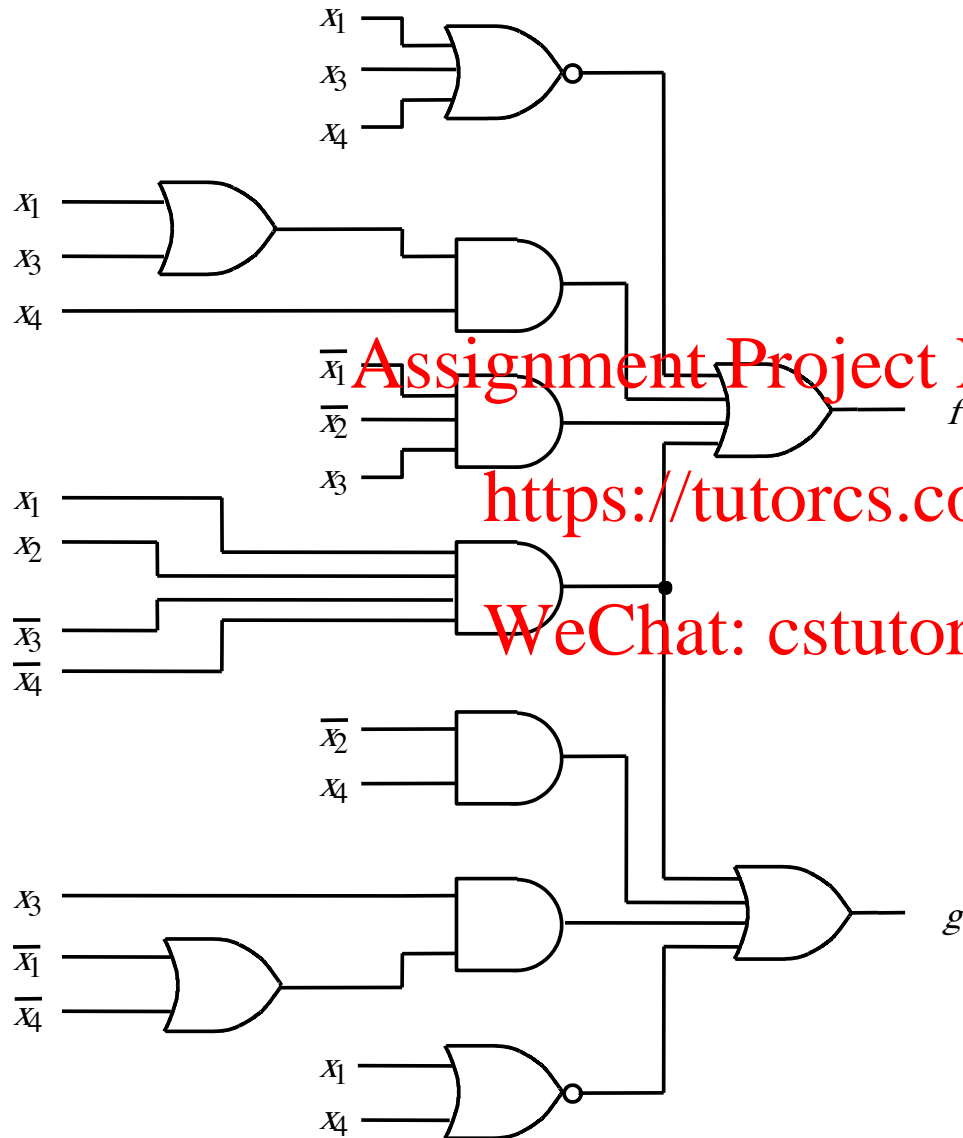 x1
x3
x4
x1
x3
x4
x̅1
Assignment Project
x̅2
f
x3
x1
https://tutorcs.co
x2
x̅3
WeChat: cstutor
x̅4
x̅2
x4
x3
g
x̅1
x̅4
x1
x4